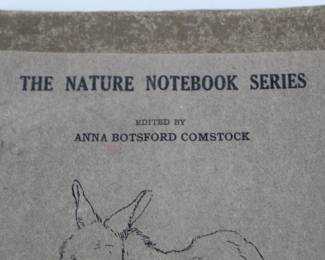 THE NATURE NOTEBOOK SERIES
EDITED BY
ANNA BOTSFORD COMSTOCK